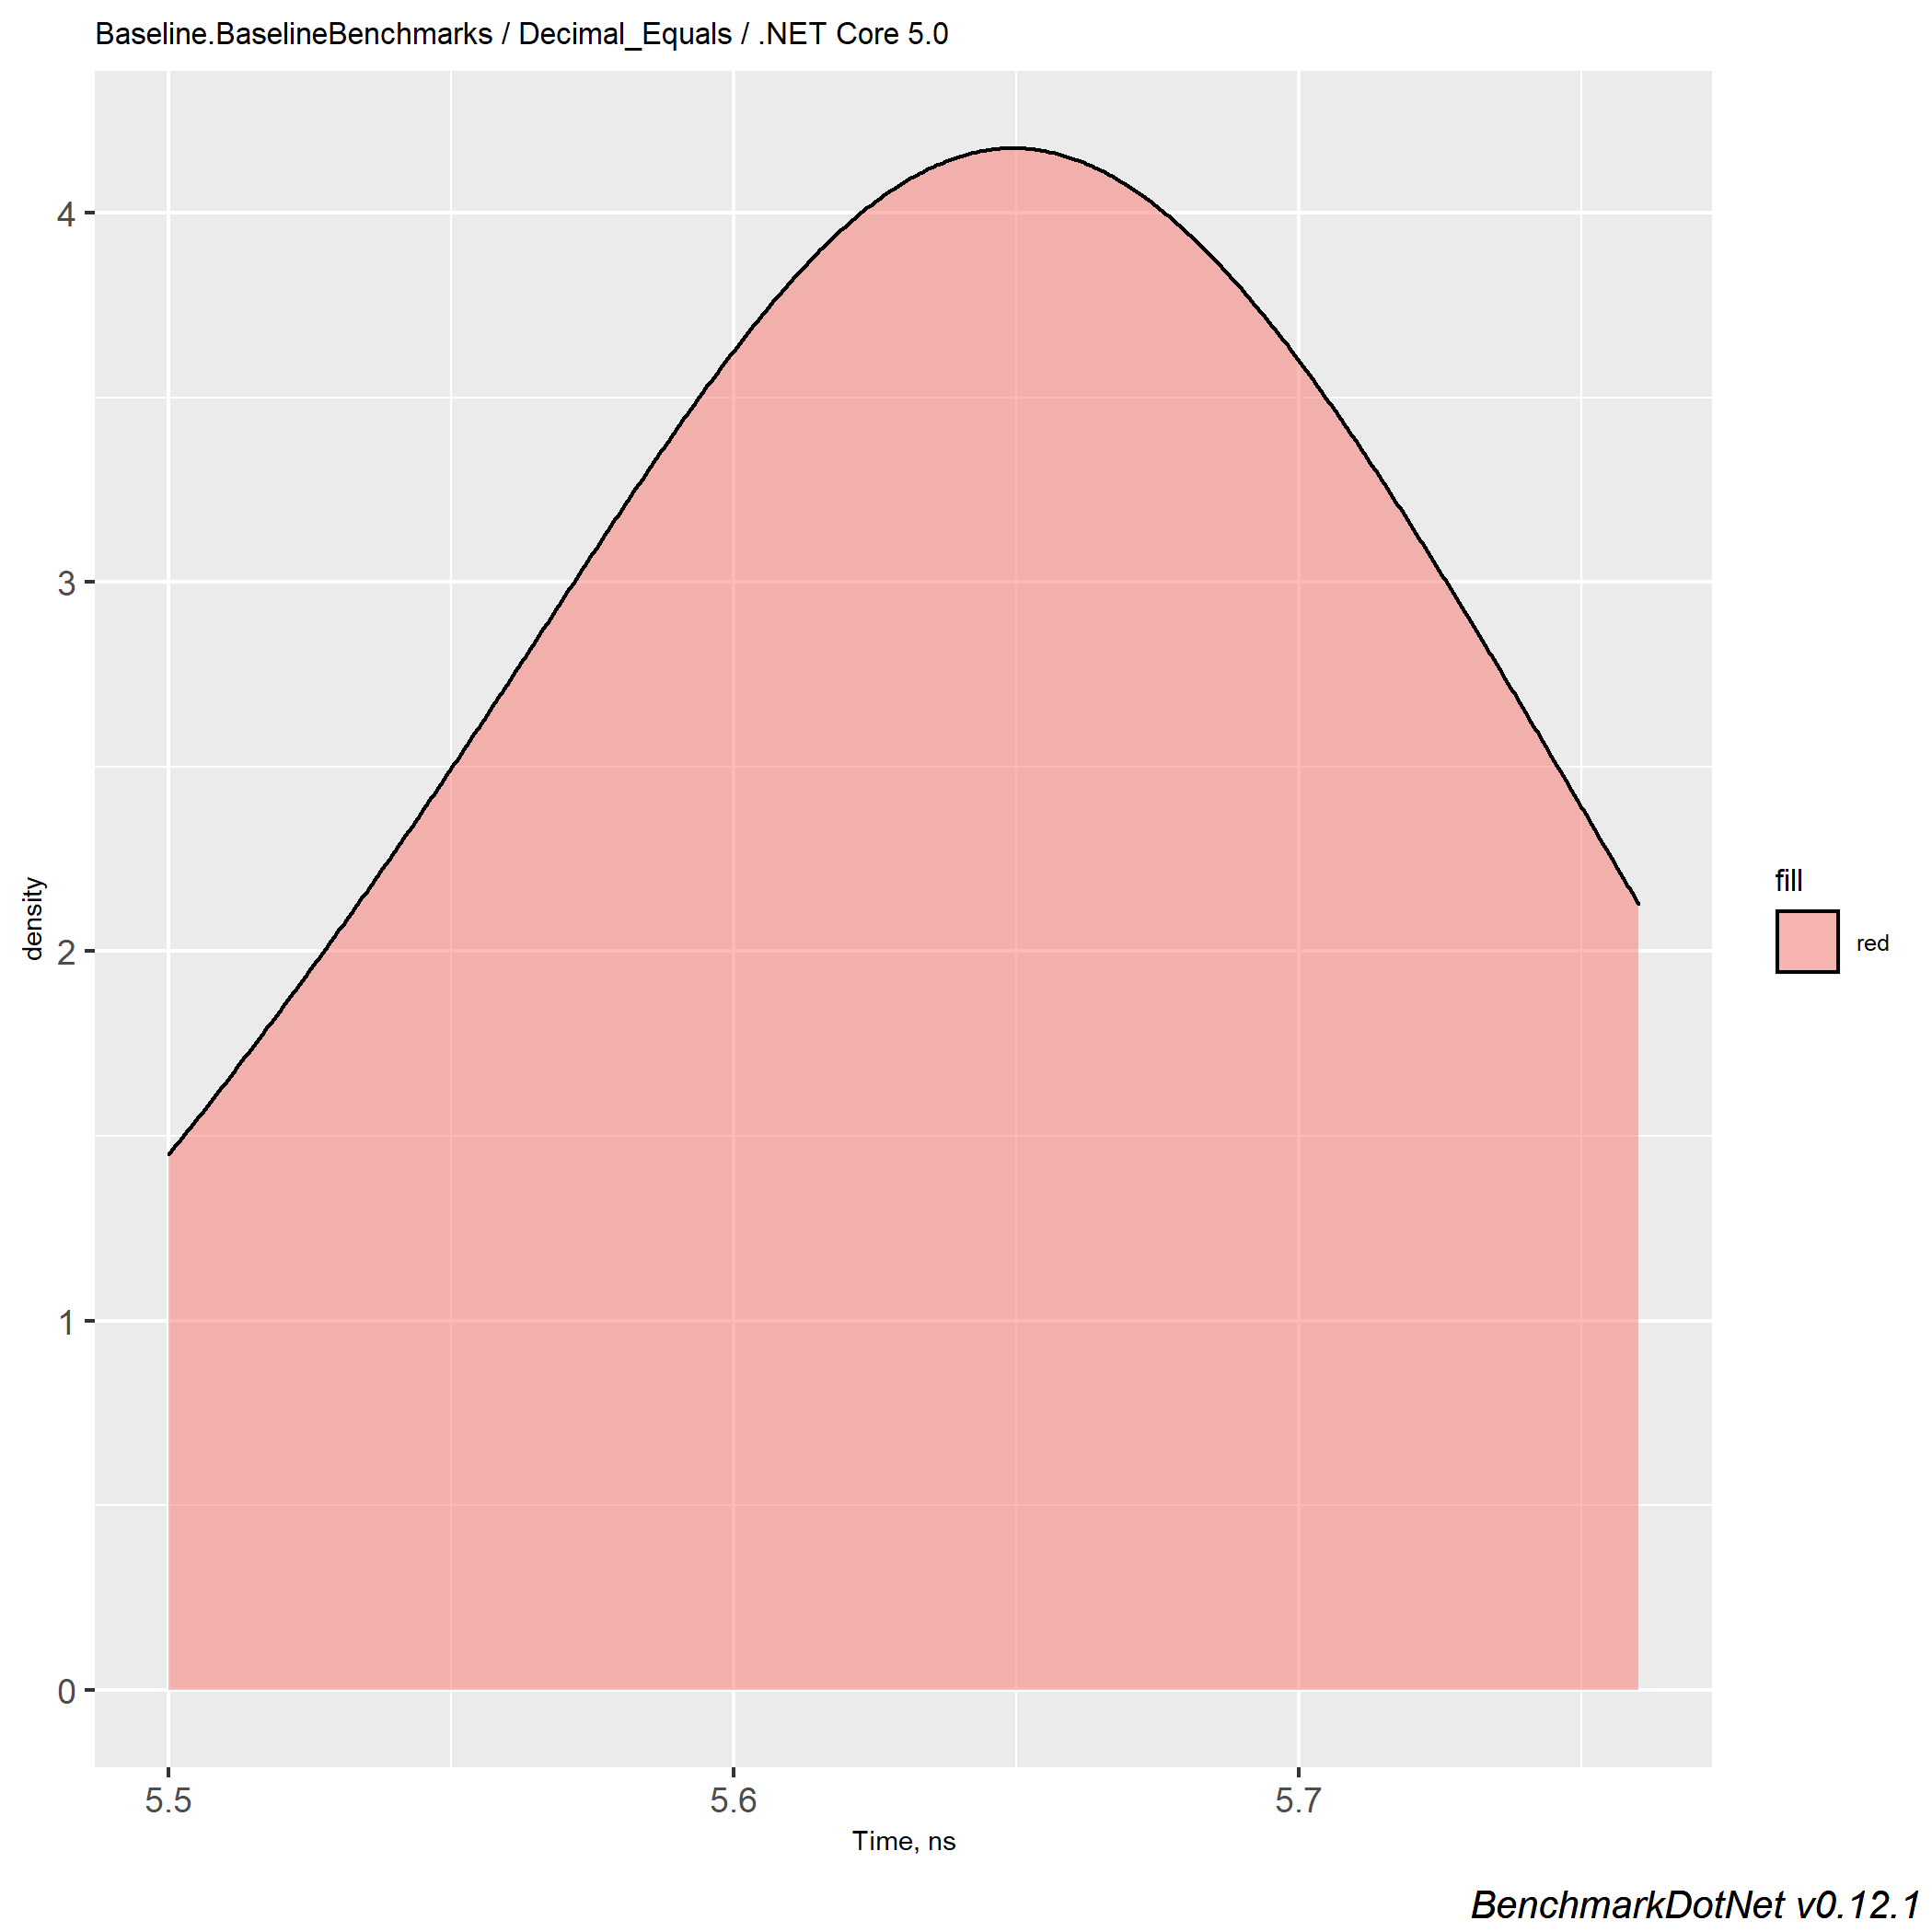 Baseline.BaselineBenchmarks / Decimal_Equals / .NET Core 5.0
4
3
2
1
0
density
5.5 5.6 5.7
Time, ns
fill
red
BenchmarkDotNet v0.12.1